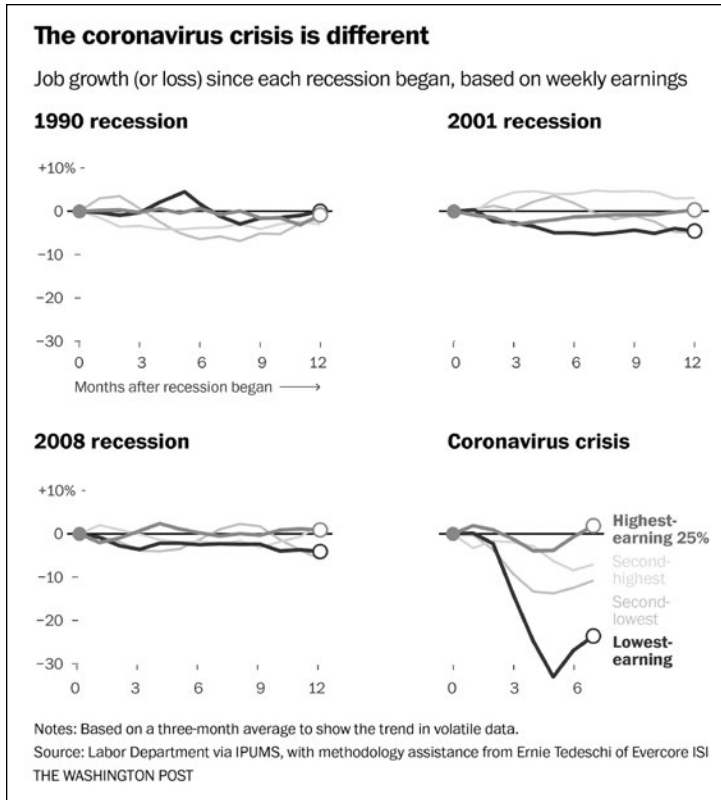 The coronavirus crisis is different
Job growth (or loss) since each recession began, based on weekly earnings
1990 recession
+10%
0
−10
−20
−30
0
3
6
9
12
Months after recession began
2001 recession
0
3
6
9
12
2008 recession
+10%
0
−10
−20
−30
0
3
6
9
12
Coronavirus crisis
Highest-
earning 25%
Second-
highest
Second-
lowest
Lowest-
earning
0
3
6
Notes: Based on a three-month average to show the trend in volatile data.
Source: Labor Department via IPUMS, with methodology assistance from Ernie Tedeschi of Evercore ISI
THE WASHINGTON POST